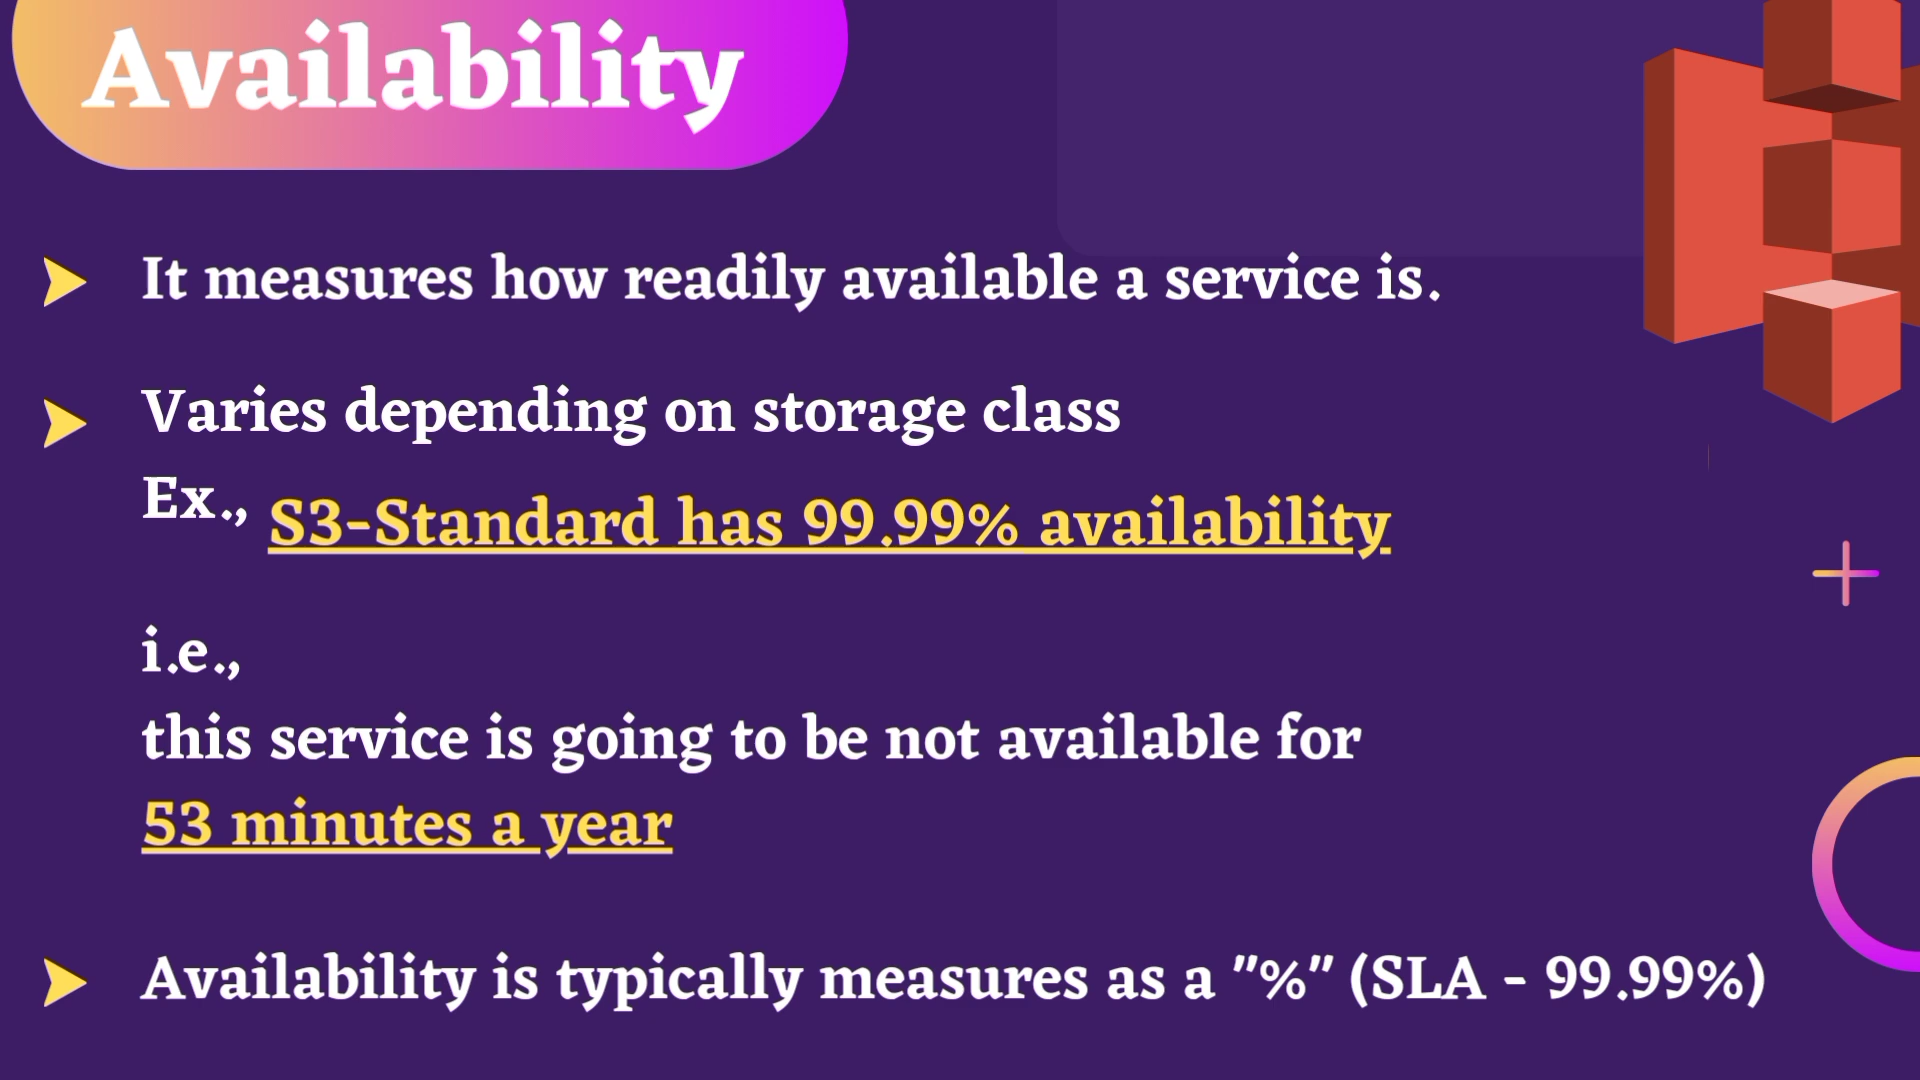 Availability
It measures how readily available a service is.
Varies depending on storage class
Ex., S3-Standard has 99.99% availability
i.e.,
this service is going to be not available for
53 minutes a year
Availability is typically measures as a "%" (SLA - 99.99%)